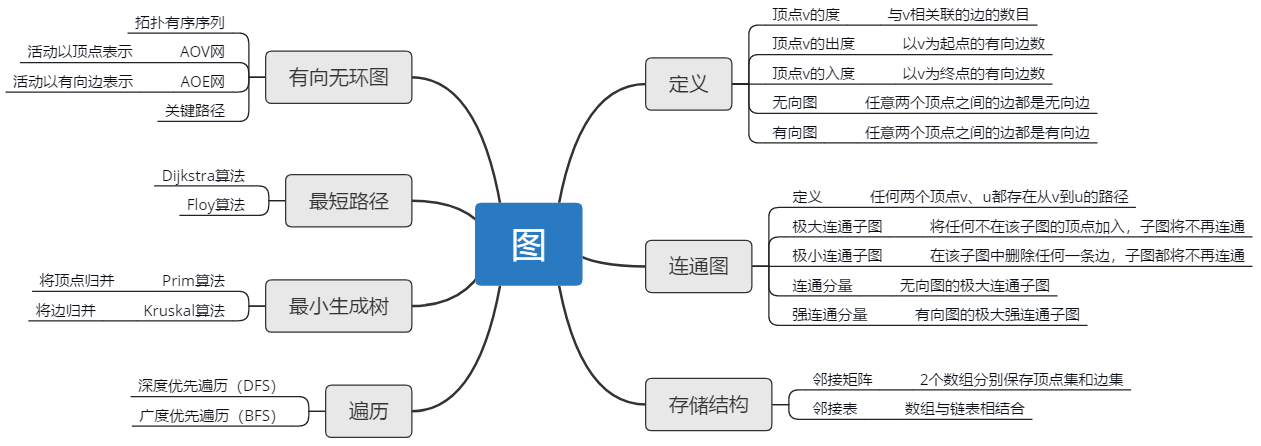 图
定义
顶点v的度 与v相关联的边的数目
顶点v的出度 以v为起点的有向边数
顶点v的入度 以v为终点的有向边数
无向图 任意两个顶点之间的边都是无向边
有向图 任意两个顶点之间的边都是有向边
连通图
定义 任何两个顶点v、u都存在从v到u的路径
极大连通子图 将任何不在该子图的顶点加入，子图将不再连通
极小连通子图 在该子图中删除任何一条边，子图都将不再连通
连通分量 无向图的极大连通子图
强连通分量 有向图的极大强连通子图
存储结构
邻接矩阵 2个数组分别保存顶点集和边集
邻接表 数组与链表相结合
有向无环图
拓扑有序序列
活动以顶点表示 AOV网
活动以有向边表示 AOE网
关键路径
最短路径
Dijkstra算法
Floy算法
最小生成树
将顶点归并 Prim算法
将边归并 Kruskal算法
遍历
深度优先遍历（DFS）
广度优先遍历（BFS）